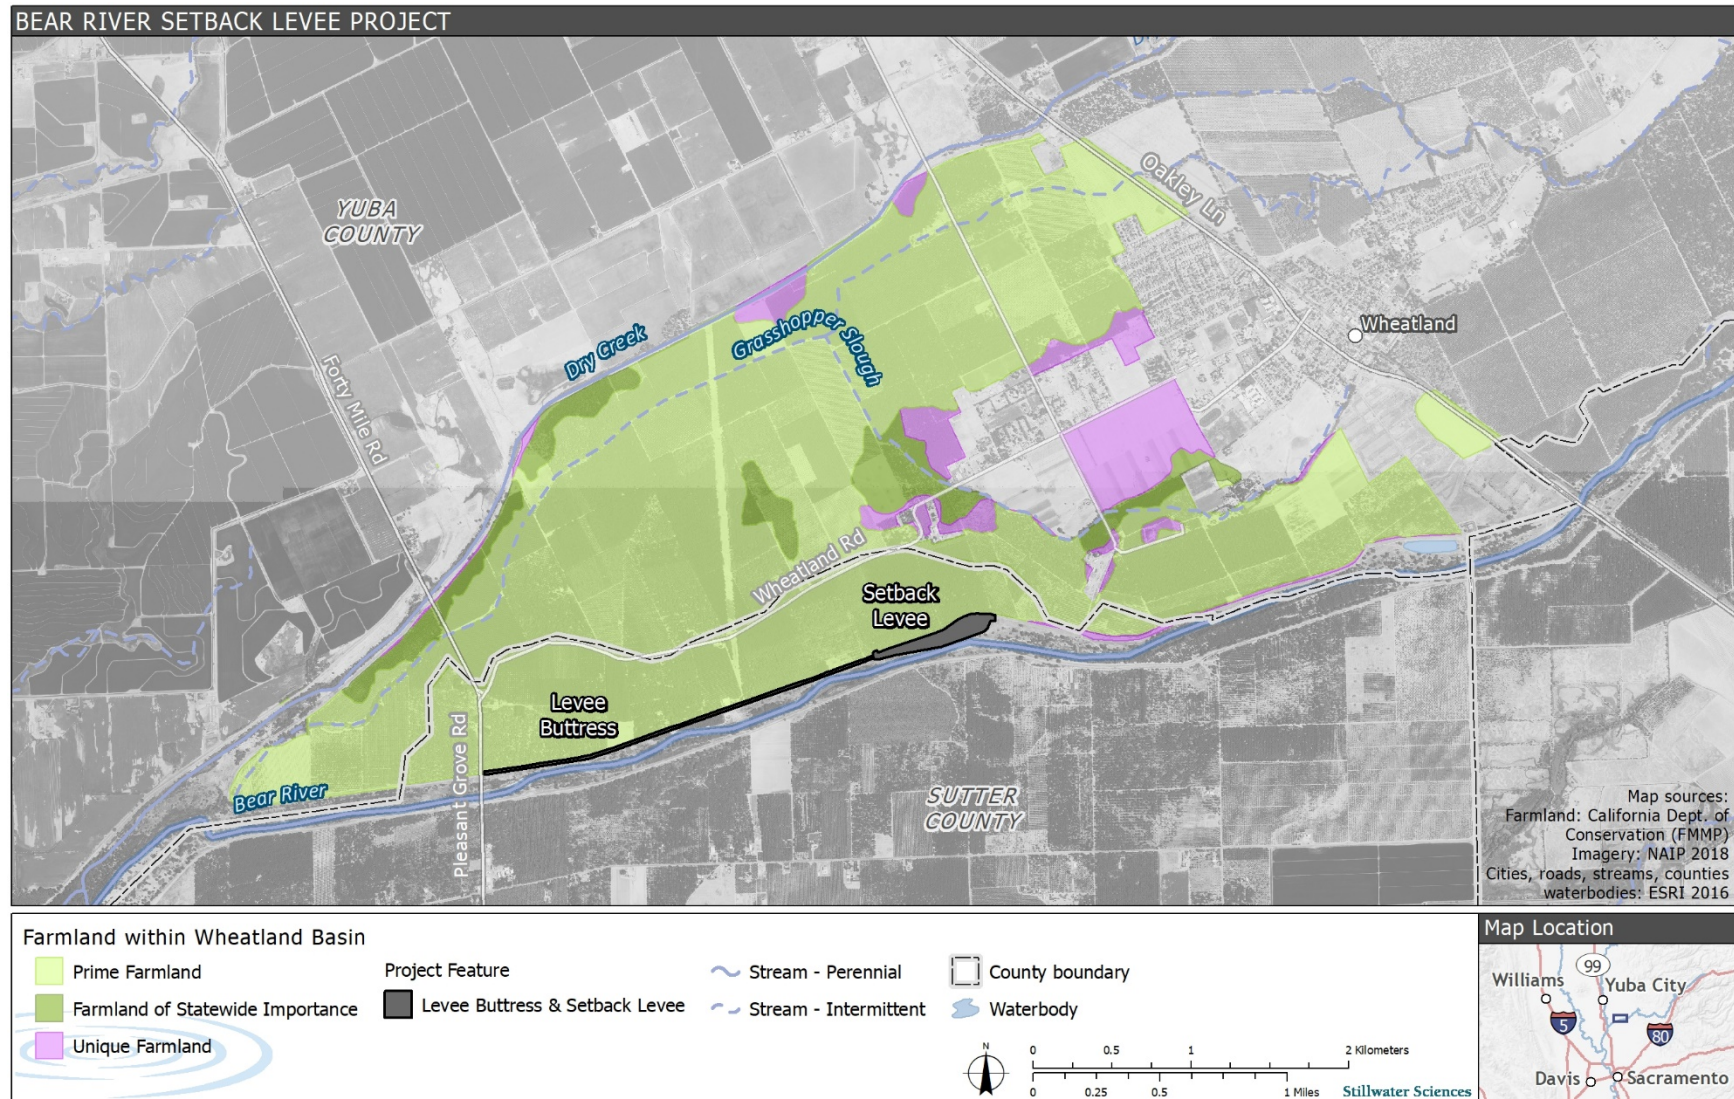 BEAR RIVER SETBACK LEVEE PROJECT
YUBA
COUNTY
Oakley Ln
Wheatland
Grasshopper Slough
Dry Creek
Forty Mile Rd
Wheatland Rd
Setback
Levee
Levee
Buttress
Pleasant Grove Rd
Bear River
SUTTER
COUNTY
Map sources:
Farmland: California Dept. of
Conservation (FMMP)
Imagery: NAIP 2018
Cities, roads, streams, counties
waterbodies: ESRI 2016
Farmland within Wheatland Basin
Prime Farmland
Farmland of Statewide Importance
Unique Farmland
Project Feature
Levee Buttress & Setback Levee
Stream - Perennial
Stream - Intermittent
County boundary
Waterbody
N
0 0.5 1 2 Kilometers
0 0.25 0.5 1 Miles
Stillwater Sciences
Map Location
Williams
99
Yuba City
5
80
Davis
Sacramento